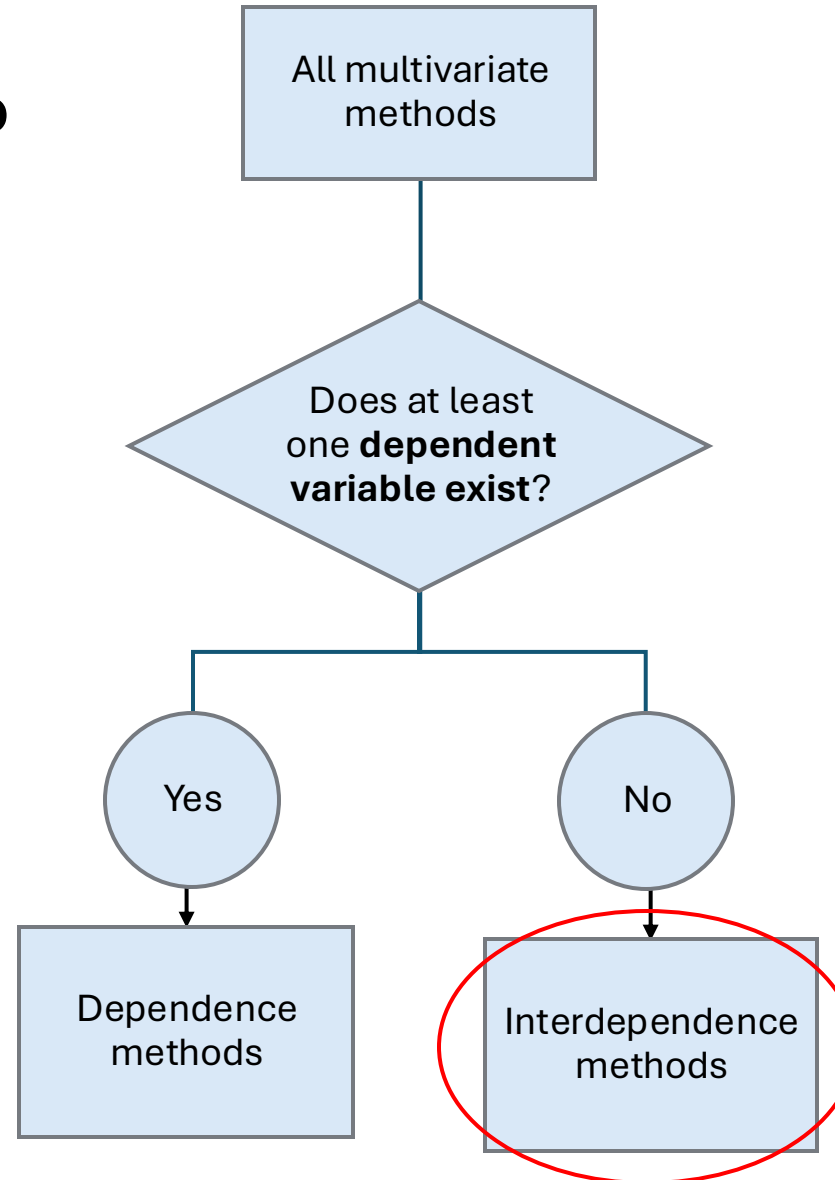 All multivariate
methods
Does at least
one dependent
variable exist?
Yes
No
Dependence
methods
Interdependence
methods